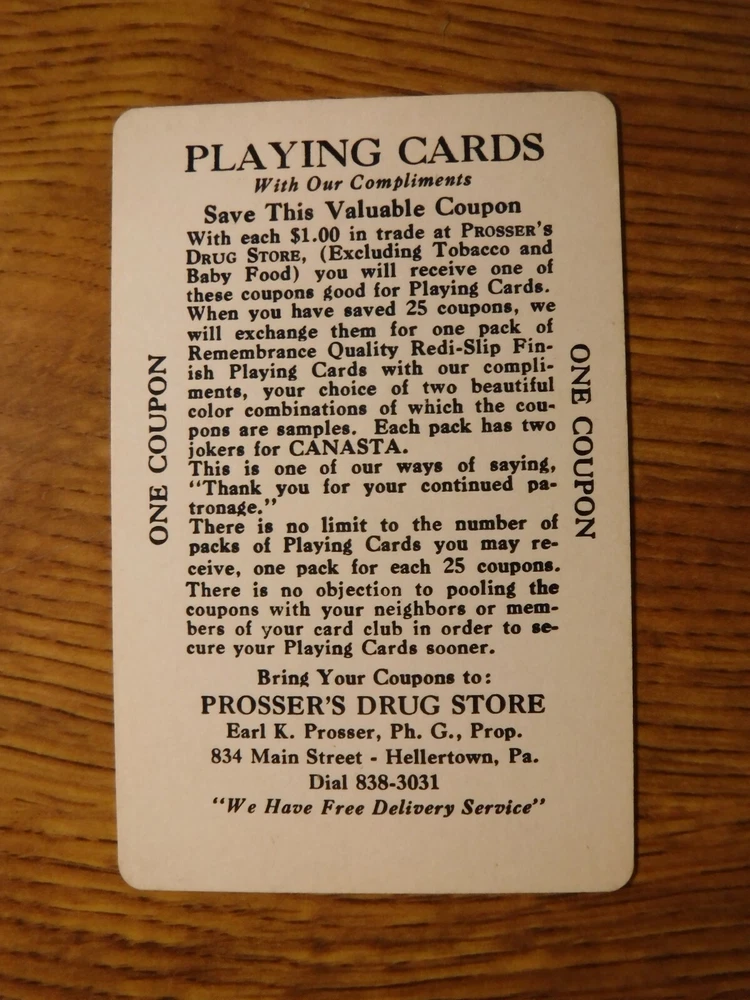 PLAYING CARDS
With Our Compliments
Save This Valuable Coupon
With each $1.00 in trade at PROSSER'S
DRUG STORE, (Excluding Tobacco and
Baby Food) you will receive one of
these coupons good for Playing Cards.
When you have saved 25 coupons, we
will exchange them for one pack of
Remembrance Quality Redi-Slip Fin-
ish Playing Cards with our compli-
ments, your choice of two beautiful
color combinations of which the cou-
pons are samples. Each pack has two
jokers for CANASTA.
This is one of our ways of saying,
"Thank you for your continued pa-
tronage."
There is no limit to the number of
packs of Playing Cards you may re-
ceive, one pack for each 25 coupons.
There is no objection to pooling the
coupons with your neighbors or mem-
bers of your card club in order to se-
cure your Playing Cards sooner.
Bring Your Coupons to:
PROSSER'S DRUG STORE
Earl K. Prosser, Ph. G., Prop.
834 Main Street - Hellertown, Pa.
Dial 838-3031
"We Have Free Delivery Service"
ONE COUPON
ONE COUPON